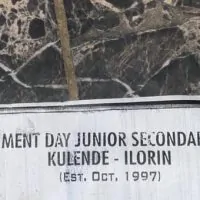 MENT DAY JUNIOR SECONDA
KULENDE - ILORIN
(EST. OCT, 1997)